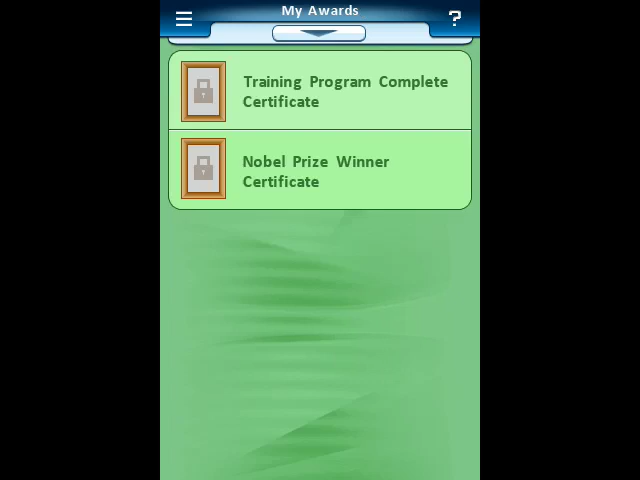 My Awards
?
Training Program Complete
Certificate
Nobel Prize Winner
Certificate